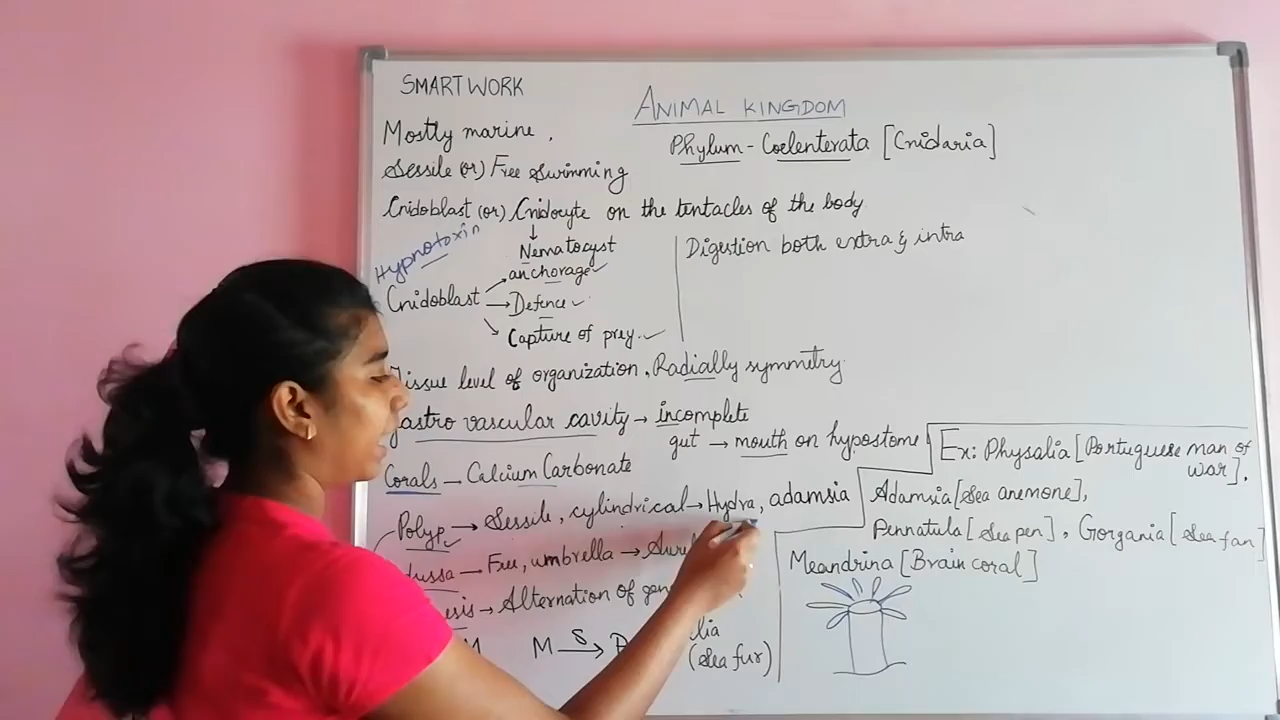 SMART WORK
ANIMAL KINGDOM
Mostly marine,
Phylum - Coelenterata [Cnidaria]
Sessile (or) Free swimming
Cnidoblast (or) Cnidocyte on the tentacles of the body
↓
Hypnotoxin
Nematocyst
Digestion both extra & intra
Cnidoblast → anchorage ✓
→ Defence ✓
→ Capture of prey. ✓
Tissue level of organization, Radially symmetry.
Gastro vascular cavity → incomplete
gut → mouth on hypostome
Corals - Calcium Carbonate
Polyp → Sessile, cylindrical → Hydra, adamsia
→ Free, umbrella →
→ Alternation of
M S→
(Sea fur)
Ex: Physalia [Portuguese man of
war],
Adamsia [Sea anemone],
Pennatula [Sea pen], Gorgania [Sea fan]
Meandrina [Brain coral]